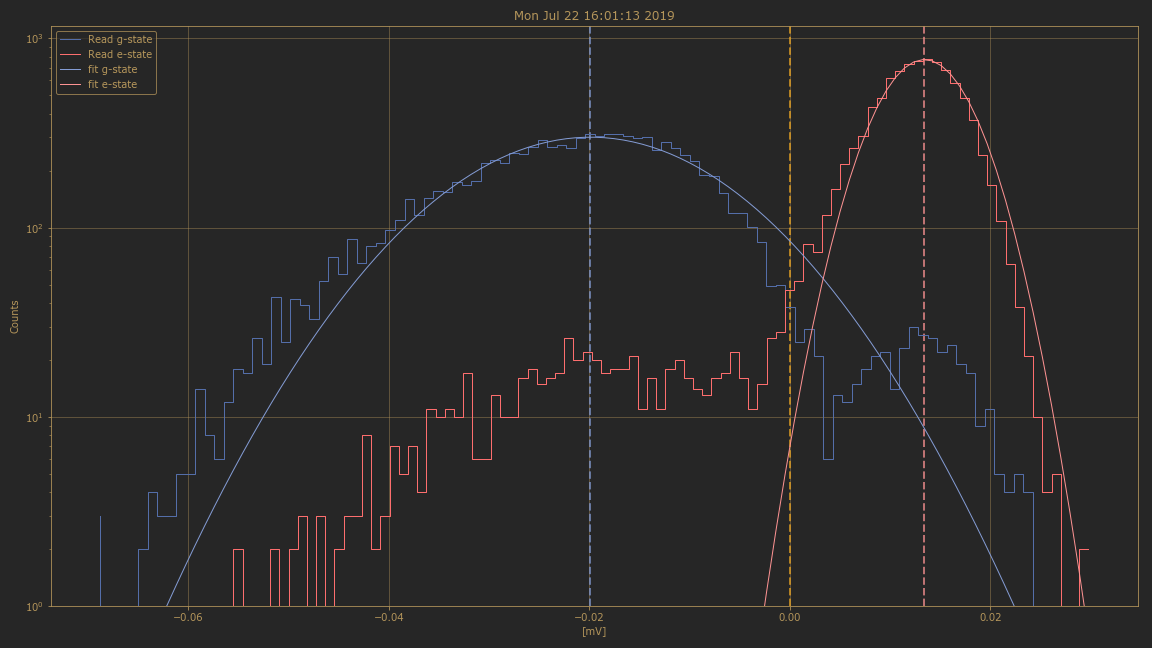 Mon Jul 22 16:01:13 2019
Read g-state
Read e-state
fit g-state
fit e-state
10³
10²
10¹
10⁰
Counts
−0.06
−0.04
−0.02
0.00
0.02
[mV]